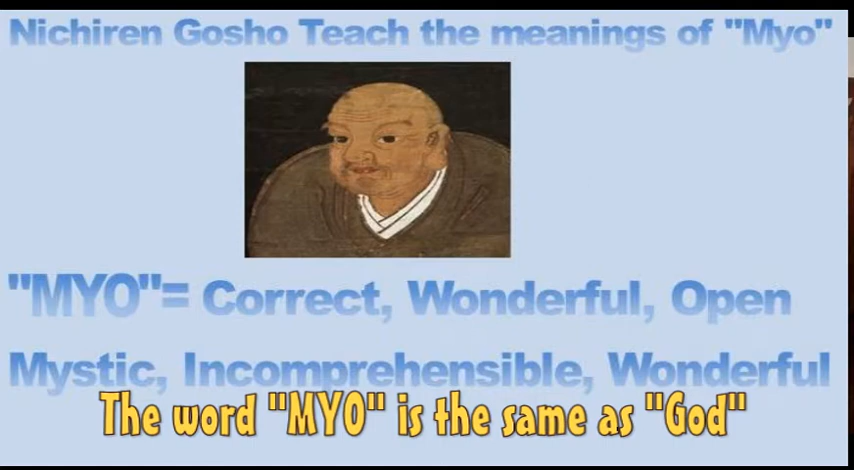 Nichiren Gosho Teach the meanings of "Myo"
"MYO"= Correct, Wonderful, Open
Mystic, Incomprehensible, Wonderful
The word "MYO" is the same as "God"